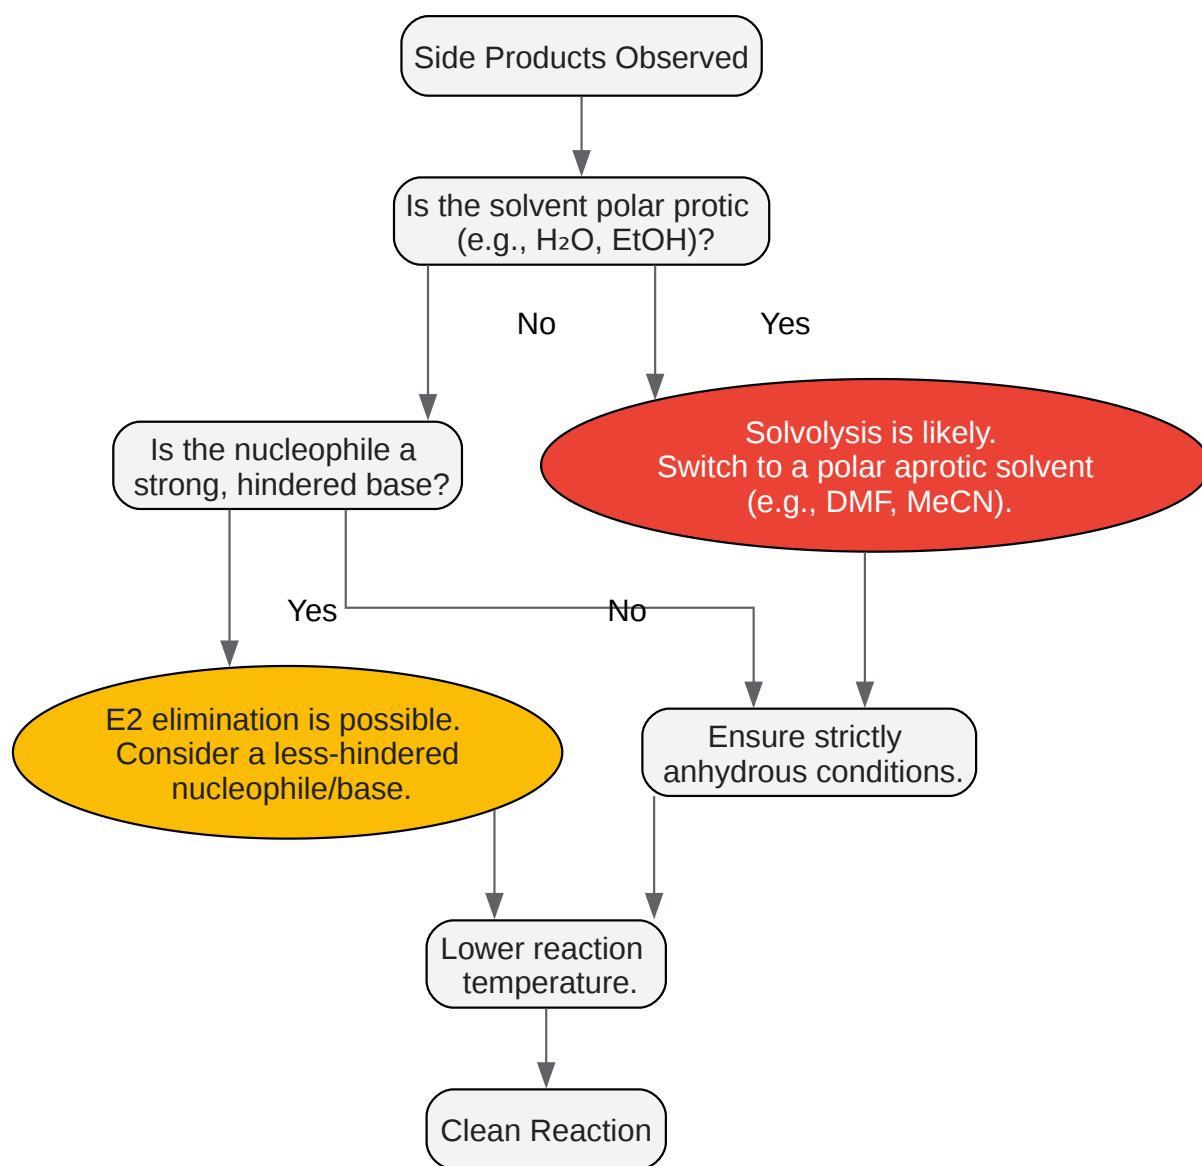 Side Products Observed
Is the solvent polar protic
(e.g., H₂O, EtOH)?
No
Yes
Is the nucleophile a
strong, hindered base?
Solvolysis is likely.
Switch to a polar aprotic solvent
(e.g., DMF, MeCN).
Yes
No
E2 elimination is possible.
Consider a less-hindered
nucleophile/base.
Ensure strictly
anhydrous conditions.
Lower reaction
temperature.
Clean Reaction